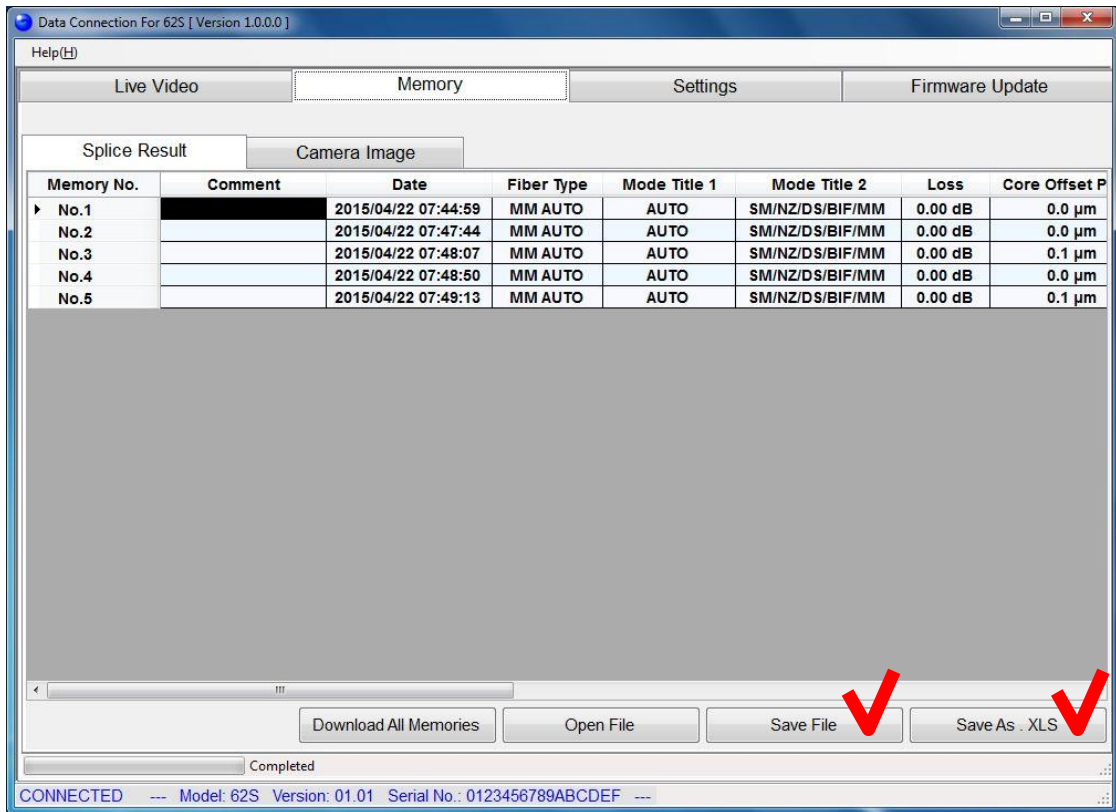 Data Connection For 62S [ Version 1.0.0.0 ]
Help(H)
Live Video Memory Settings Firmware Update
Splice Result Camera Image
Memory No. Comment Date Fiber Type Mode Title 1 Mode Title 2 Loss Core Offset P
No.1 2015/04/22 07:44:59 MM AUTO AUTO SM/NZ/DS/BIF/MM 0.00 dB 0.0 µm
No.2 2015/04/22 07:47:44 MM AUTO AUTO SM/NZ/DS/BIF/MM 0.00 dB 0.0 µm
No.3 2015/04/22 07:48:07 MM AUTO AUTO SM/NZ/DS/BIF/MM 0.00 dB 0.1 µm
No.4 2015/04/22 07:48:50 MM AUTO AUTO SM/NZ/DS/BIF/MM 0.00 dB 0.0 µm
No.5 2015/04/22 07:49:13 MM AUTO AUTO SM/NZ/DS/BIF/MM 0.00 dB 0.1 µm
Download All Memories Open File Save File Save As . XLS
Completed
CONNECTED --- Model: 62S Version: 01.01 Serial No.: 0123456789ABCDEF ---